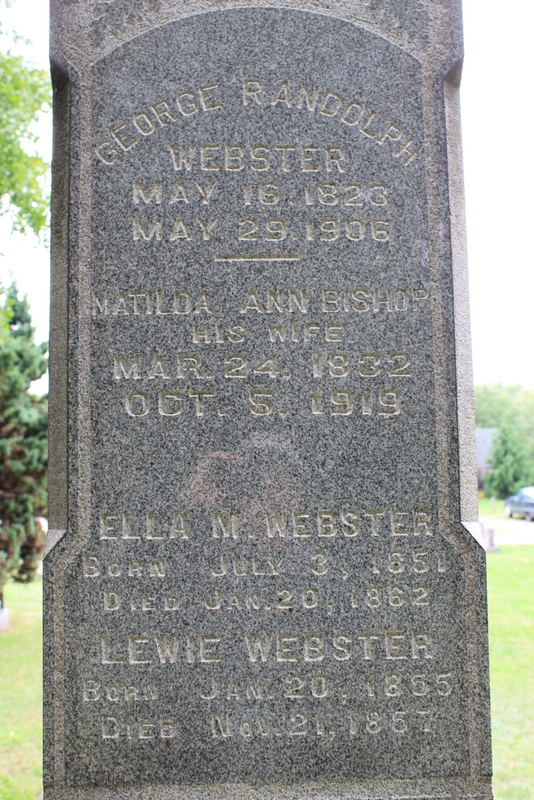 GEORGE RANDOLPH
WEBSTER
MAY 16. 1823
MAY 29. 1906
MATILDA ANN BISHOP
HIS WIFE
MAR. 24. 1832
OCT. 5. 1919
ELLA M. WEBSTER
BORN JULY 3, 1851
DIED JAN. 20, 1862
LEWIE WEBSTER
BORN JAN. 20, 1855
DIED NOV. 21, 1857